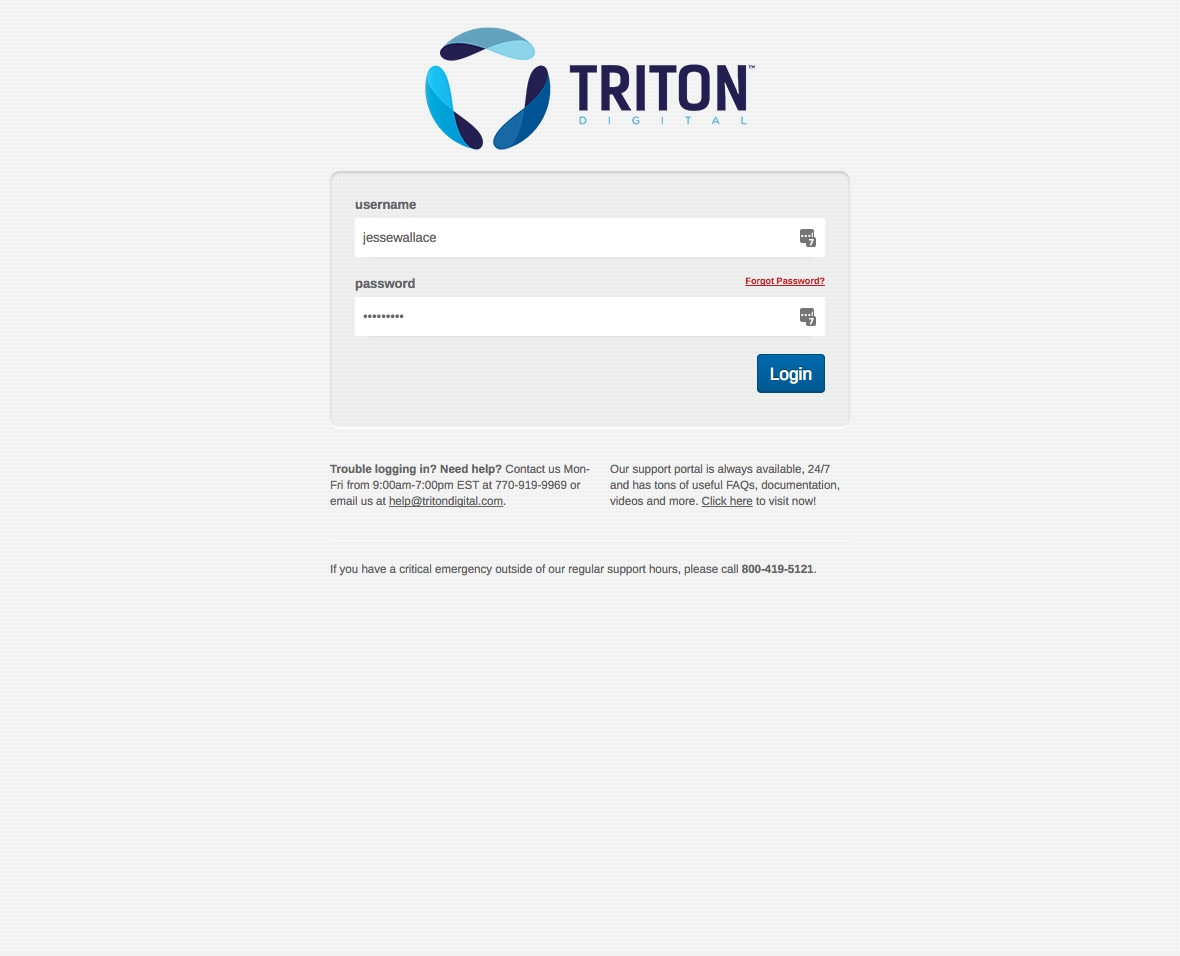 TRITON™
DIGITAL
username
jessewallace
7
password
Forgot Password?
•••••••••
7
Login
Trouble logging in? Need help? Contact us Mon-
Fri from 9:00am-7:00pm EST at 770-919-9969 or
email us at help@tritondigital.com.
Our support portal is always available, 24/7
and has tons of useful FAQs, documentation,
videos and more. Click here to visit now!
If you have a critical emergency outside of our regular support hours, please call 800-419-5121.